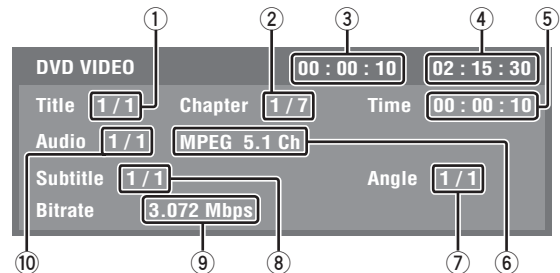 ① ② ③ ④ ⑤
DVD VIDEO 00 : 00 : 10 02 : 15 : 30
Title 1 / 1 Chapter 1 / 7 Time 00 : 00 : 10
Audio 1 / 1 MPEG 5.1 Ch
Subtitle 1 / 1 Angle 1 / 1
Bitrate 3.072 Mbps
⑩ ⑨ ⑧ ⑦ ⑥